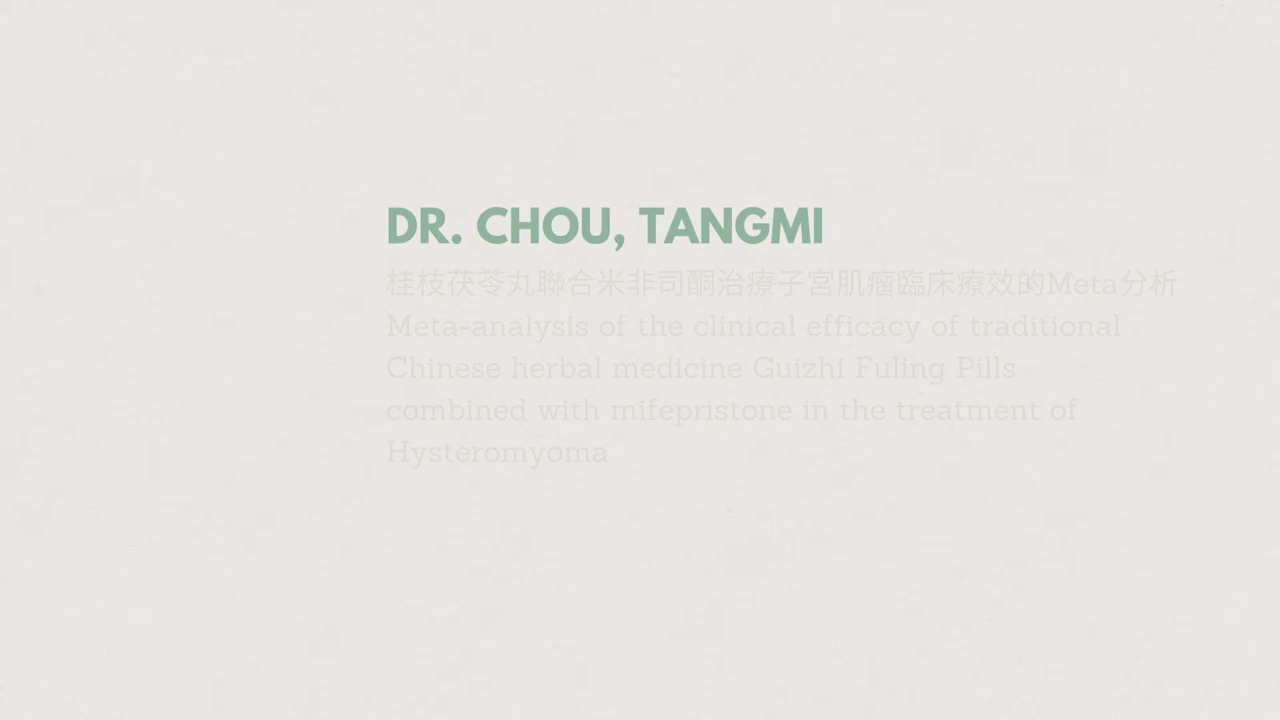 DR. CHOU, TANGMI
桂枝茯苓丸聯合米非司酮治療子宮肌瘤臨床療效的Meta分析
Meta-analysis of the clinical efficacy of traditional
Chinese herbal medicine Guizhi Fuling Pills
combined with mifepristone in the treatment of
Hysteromyoma